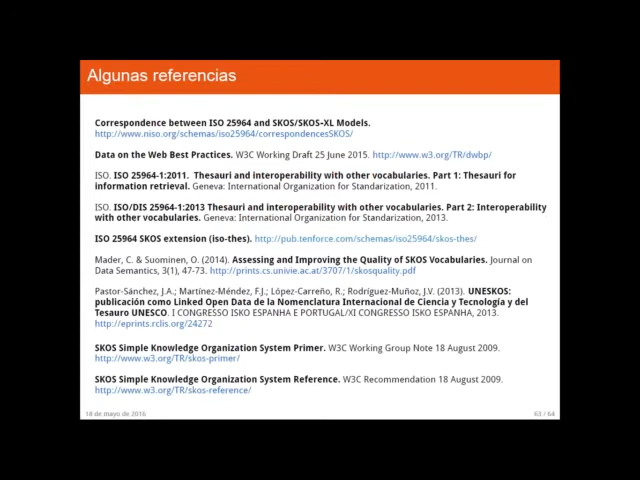 Algunas referencias
Correspondence between ISO 25964 and SKOS/SKOS-XL Models.
http://www.niso.org/schemas/iso25964/correspondencesSKOS/
Data on the Web Best Practices. W3C Working Draft 25 June 2015. http://www.w3.org/TR/dwbp/
ISO. ISO 25964-1:2011. Thesauri and interoperability with other vocabularies. Part 1: Thesauri for
information retrieval. Geneva: International Organization for Standarization, 2011.
ISO. ISO/DIS 25964-1:2013 Thesauri and interoperability with other vocabularies. Part 2: Interoperability
with other vocabularies. Geneva: International Organization for Standarization, 2013.
ISO 25964 SKOS extension (iso-thes). http://pub.tenforce.com/schemas/iso25964/skos-thes/
Mader, C. & Suominen, O. (2014). Assessing and Improving the Quality of SKOS Vocabularies. Journal on
Data Semantics, 3(1), 47-73. http://prints.cs.univie.ac.at/3707/1/skosquality.pdf
Pastor-Sánchez, J.A.; Martínez-Méndez, F.J.; López-Carreño, R.; Rodríguez-Muñoz, J.V. (2013). UNESKOS:
publicación como Linked Open Data de la Nomenclatura Internacional de Ciencia y Tecnología y del
Tesauro UNESCO. I CONGRESSO ISKO ESPANHA E PORTUGAL/XI CONGRESSO ISKO ESPANHA, 2013.
http://eprints.rclis.org/24272
SKOS Simple Knowledge Organization System Primer. W3C Working Group Note 18 August 2009.
http://www.w3.org/TR/skos-primer/
SKOS Simple Knowledge Organization System Reference. W3C Recommendation 18 August 2009.
http://www.w3.org/TR/skos-reference/
18 de mayo de 2016
63 / 64